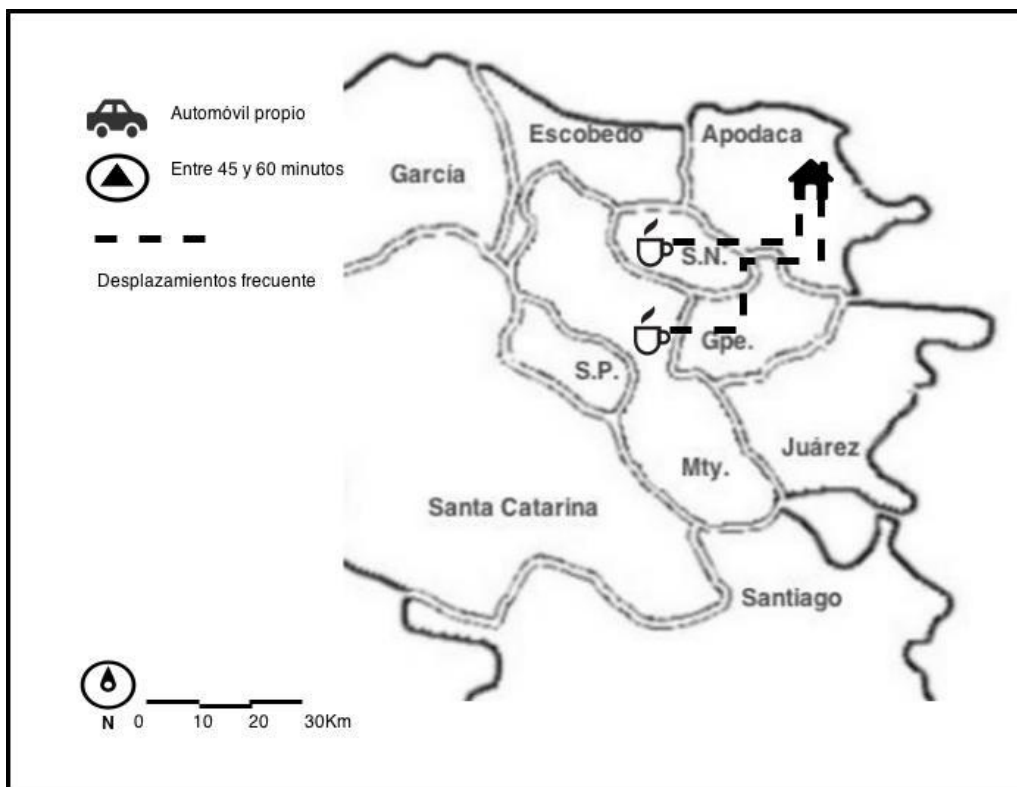 Automóvil propio
Entre 45 y 60 minutos
Desplazamientos frecuente
Escobedo
Apodaca
García
S.N.
Gpe.
S.P.
Juárez
Mty.
Santa Catarina
Santiago
N 0 10 20 30Km